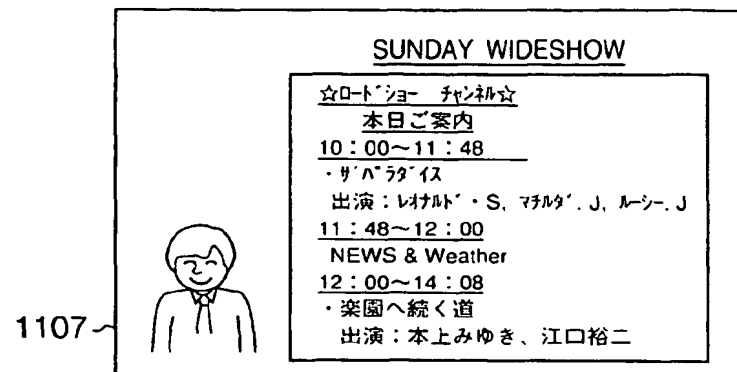 SUNDAY WIDESHOW
☆ﾛｰﾄﾞｼｮｰ ﾁｬﾝﾈﾙ☆
本日ご案内
10：00〜11：48
・ｻﾞﾊﾟﾗﾀﾞｲｽ
出演：ﾚｵﾅﾙﾄﾞ・S, ﾏﾁﾙﾀﾞ. J, ﾙｰｼｰ. J
11：48〜12：00
NEWS & Weather
12：00〜14：08
・楽園へ続く道
出演：本上みゆき、江口裕二
1107